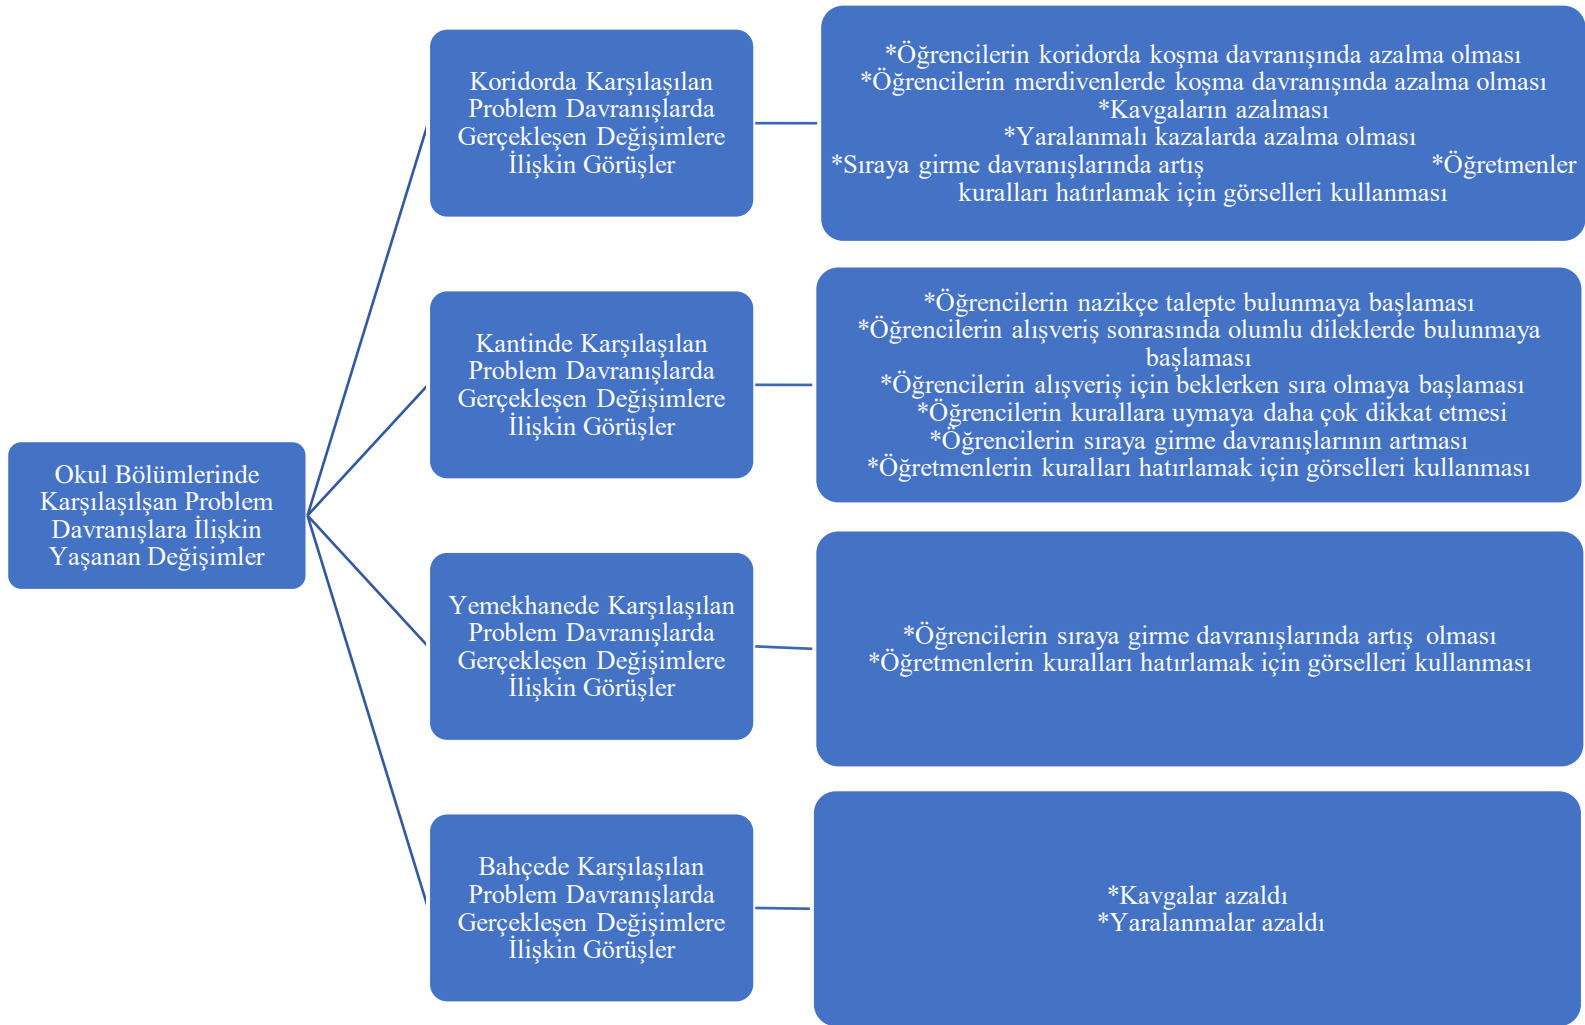 Okul Bölümlerinde
Karşılaşılşan Problem
Davranışlara İlişkin
Yaşanan Değişimler
Koridorda Karşılaşılan
Problem Davranışlarda
Gerçekleşen Değişimlere
İlişkin Görüşler
*Öğrencilerin koridorda koşma davranışında azalma olması
*Öğrencilerin merdivenlerde koşma davranışında azalma olması
*Kavgaların azalması
*Yaralanmalı kazalarda azalma olması
*Sıraya girme davranışlarında artış *Öğretmenler
kuralları hatırlamak için görselleri kullanması
Kantinde Karşılaşılan
Problem Davranışlarda
Gerçekleşen Değişimlere
İlişkin Görüşler
*Öğrencilerin nazikçe talepte bulunmaya başlaması
*Öğrencilerin alışveriş sonrasında olumlu dileklerde bulunmaya
başlaması
*Öğrencilerin alışveriş için beklerken sıra olmaya başlaması
*Öğrencilerin kurallara uymaya daha çok dikkat etmesi
*Öğrencilerin sıraya girme davranışlarının artması
*Öğretmenlerin kuralları hatırlamak için görselleri kullanması
Yemekhanede Karşılaşılan
Problem Davranışlarda
Gerçekleşen Değişimlere
İlişkin Görüşler
*Öğrencilerin sıraya girme davranışlarında artış olması
*Öğretmenlerin kuralları hatırlamak için görselleri kullanması
Bahçede Karşılaşılan
Problem Davranışlarda
Gerçekleşen Değişimlere
İlişkin Görüşler
*Kavgalar azaldı
*Yaralanmalar azaldı